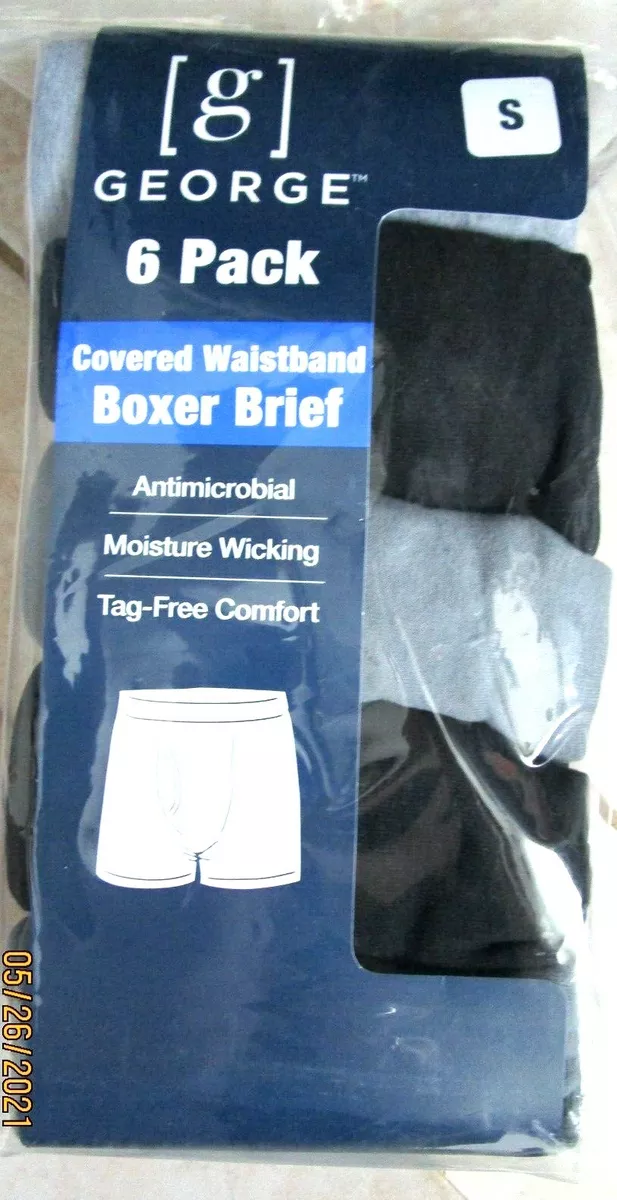 [g]
S
GEORGE™
6 Pack
Covered Waistband
Boxer Brief
Antimicrobial
Moisture Wicking
Tag-Free Comfort
05/26/2021